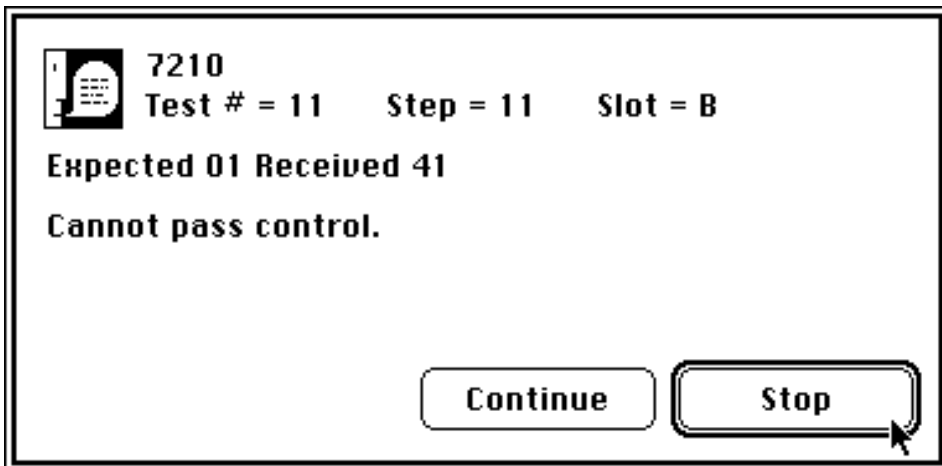 7210
Test # = 11 Step = 11 Slot = B
Expected 01 Received 41
Cannot pass control.
Continue Stop